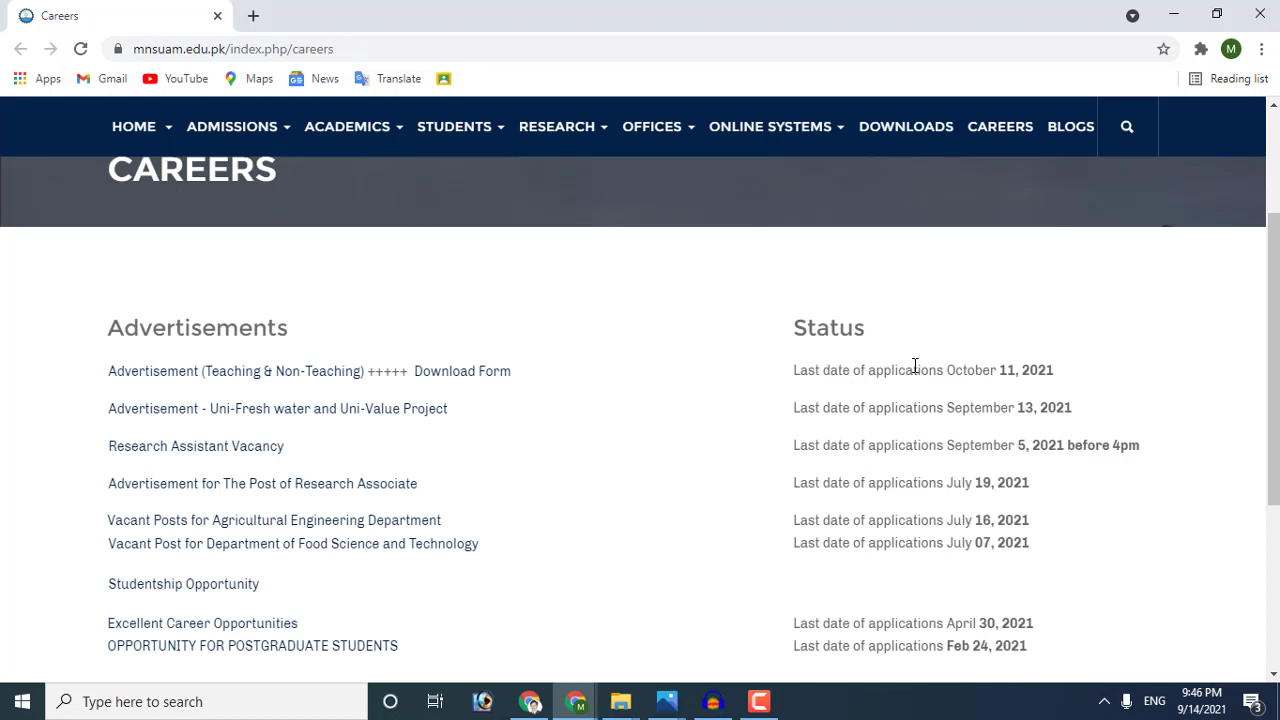 Careers
mnsuam.edu.pk/index.php/careers
M
Apps Gmail YouTube Maps News Translate Reading list
HOME ADMISSIONS ACADEMICS STUDENTS RESEARCH OFFICES ONLINE SYSTEMS DOWNLOADS CAREERS BLOGS
CAREERS
Advertisements Status
Advertisement (Teaching & Non-Teaching) +++++ Download Form Last date of applications October 11, 2021
Advertisement - Uni-Fresh water and Uni-Value Project Last date of applications September 13, 2021
Research Assistant Vacancy Last date of applications September 5, 2021 before 4pm
Advertisement for The Post of Research Associate Last date of applications July 19, 2021
Vacant Posts for Agricultural Engineering Department Last date of applications July 16, 2021
Vacant Post for Department of Food Science and Technology Last date of applications July 07, 2021
Studentship Opportunity
Excellent Career Opportunities Last date of applications April 30, 2021
OPPORTUNITY FOR POSTGRADUATE STUDENTS Last date of applications Feb 24, 2021
Type here to search ENG 9:46 PM
9/14/2021 3